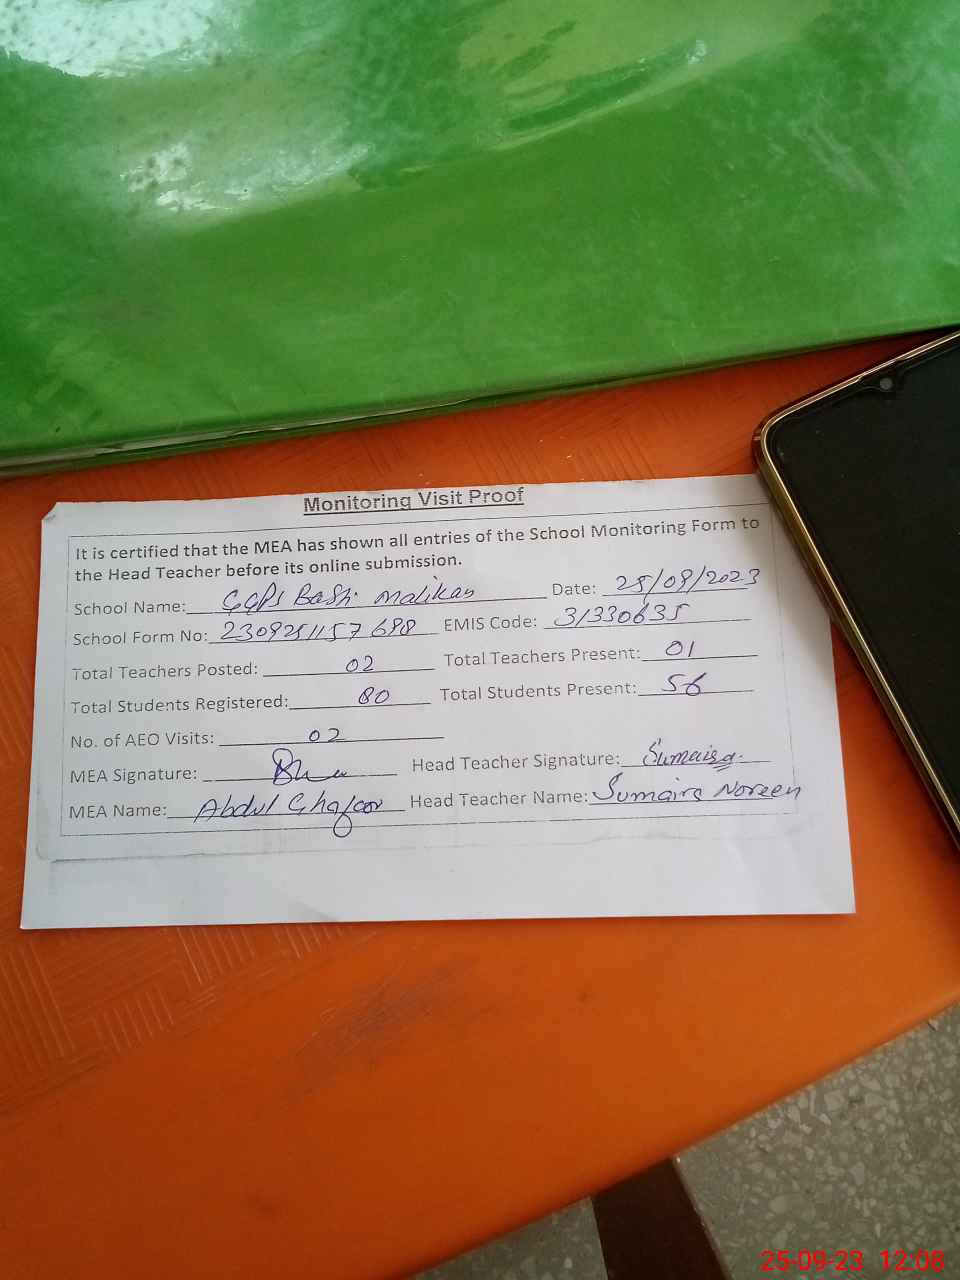 Monitoring Visit Proof
It is certified that the MEA has shown all entries of the School Monitoring Form to
the Head Teacher before its online submission.
School Name: GGPS Basti Malikan Date: 25/09/2023
School Form No: 2309251157698 EMIS Code: 31330635
Total Teachers Posted: 02 Total Teachers Present: 01
Total Students Registered: 80 Total Students Present: 56
No. of AEO Visits: 02
MEA Signature: Head Teacher Signature: Sumaira
MEA Name: Abdul Ghafoor Head Teacher Name: Sumaira Noreen
25-09-23 12:08